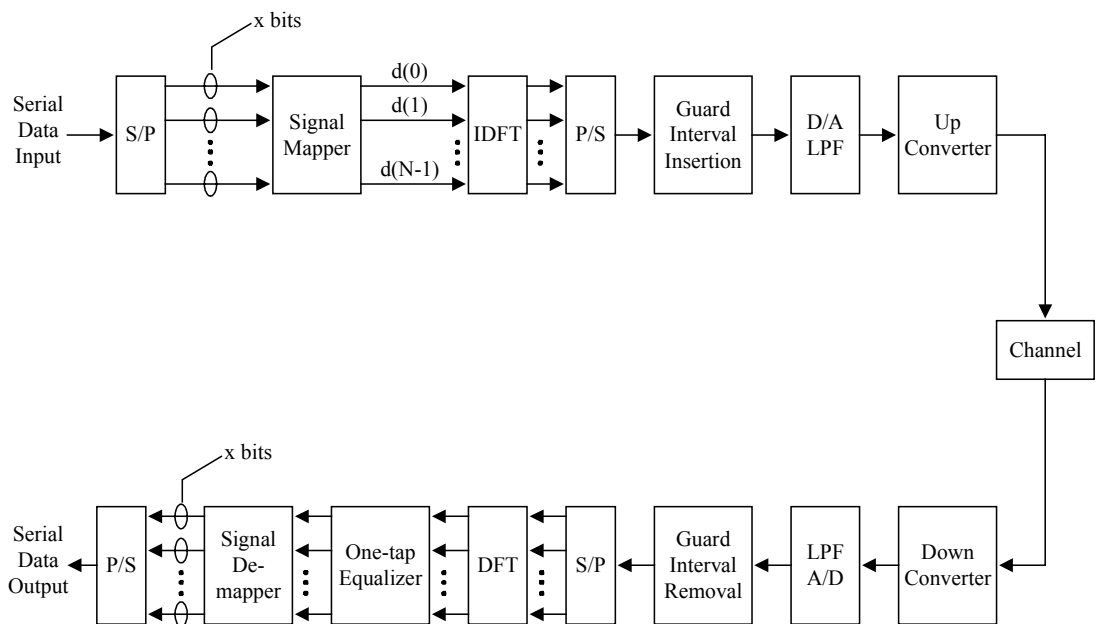 x bits
Serial
Data
Input
S/P
Signal
Mapper
d(0)
d(1)
d(N-1)
IDFT
P/S
Guard
Interval
Insertion
D/A
LPF
Up
Converter
Channel
x bits
Serial
Data
Output
P/S
Signal
De-
mapper
One-tap
Equalizer
DFT
S/P
Guard
Interval
Removal
LPF
A/D
Down
Converter